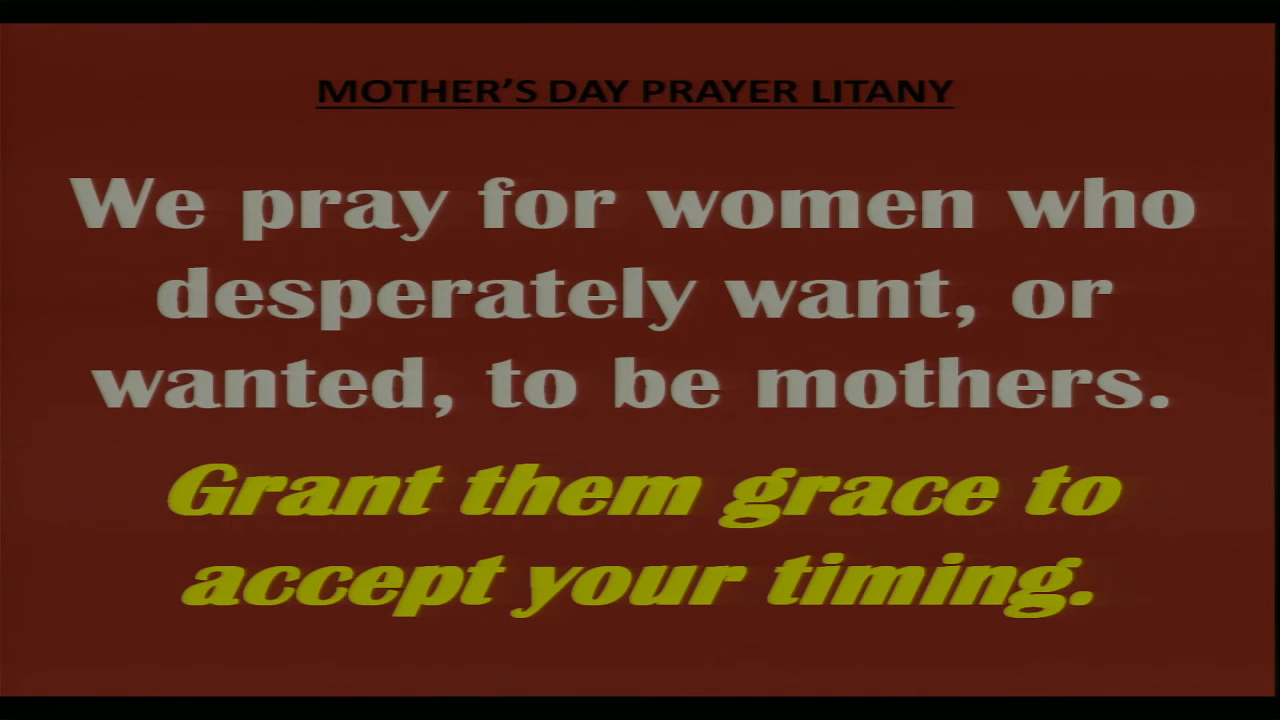 MOTHER'S DAY PRAYER LITANY
We pray for women who
desperately want, or
wanted, to be mothers.
Grant them grace to
accept your timing.